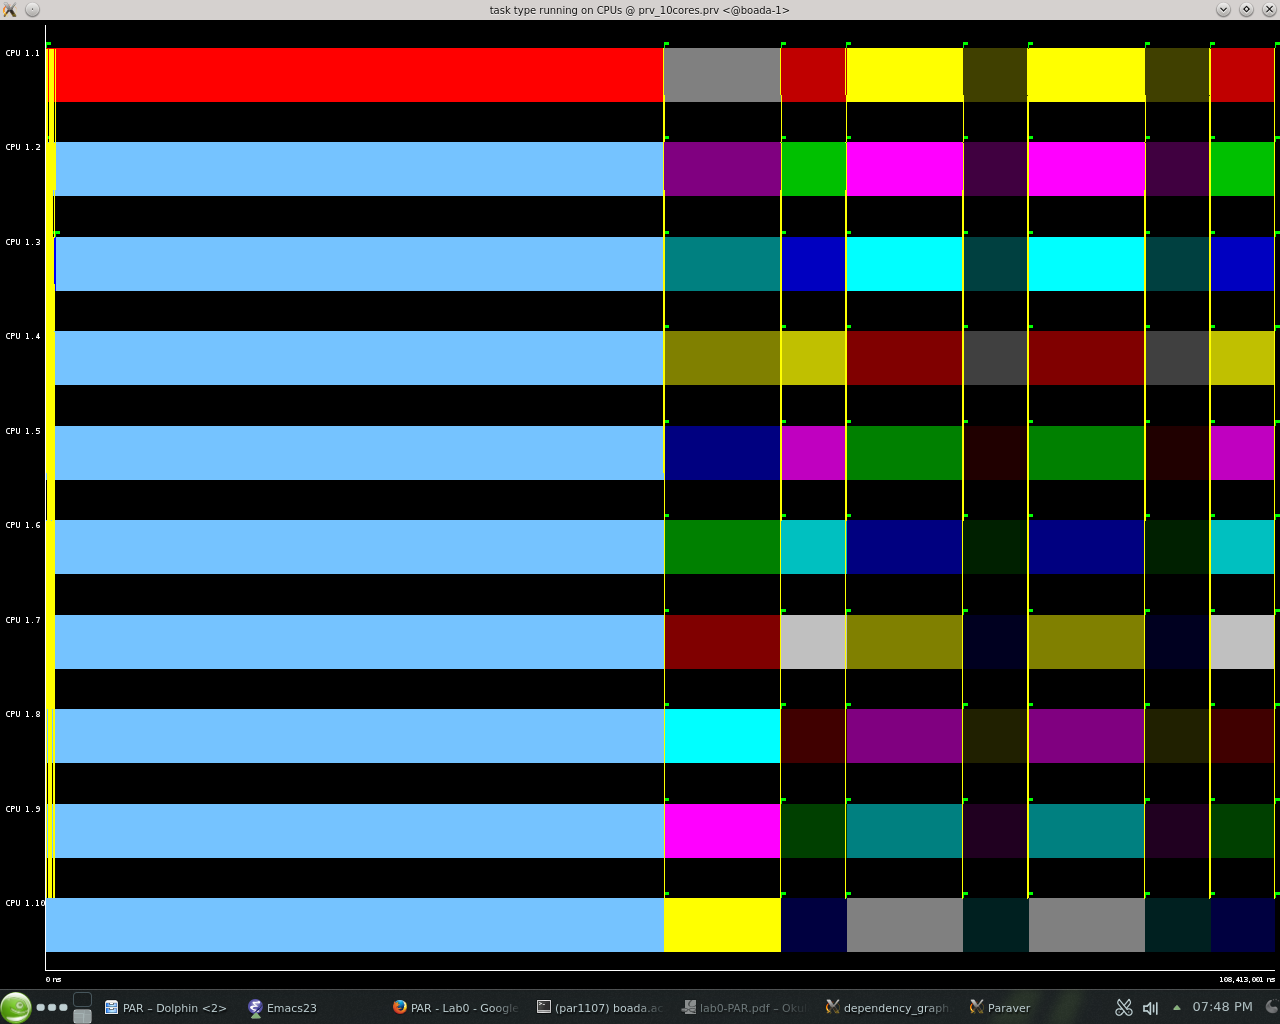 task type running on CPUs @ prv_10cores.prv <@boada-1>
CPU 1.1
CPU 1.2
CPU 1.3
CPU 1.4
CPU 1.5
CPU 1.6
CPU 1.7
CPU 1.8
CPU 1.9
CPU 1.10
0 ns
108,413,001 ns
PAR – Dolphin <2>
Emacs23
PAR - Lab0 - Google
(par1107) boada.ac
lab0-PAR.pdf – Oku
dependency_graph
Paraver
07:48 PM